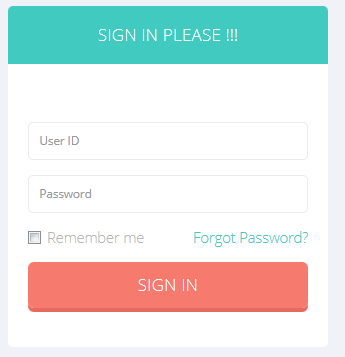 SIGN IN PLEASE !!!
User ID
Password
Remember me Forgot Password?
SIGN IN